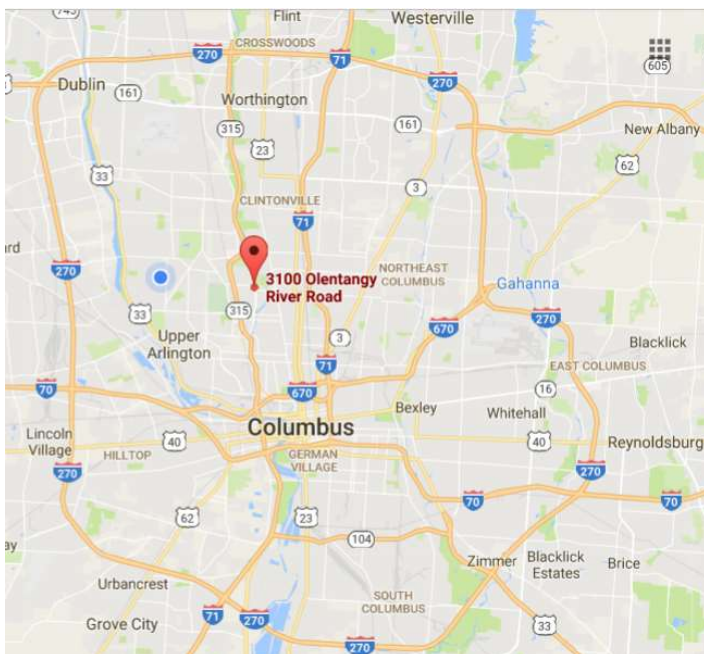 745
Flint
Westerville
CROSSWOODS
270
71
605
Dublin
161
Worthington
270
315
161
New Albany
33
23
62
3
CLINTONVILLE
71
ard
270
NORTHEAST
COLUMBUS
Gahanna
3100 Olentangy
River Road
33
315
670
270
Upper
Arlington
3
Blacklick
71
EAST COLUMBUS
70
670
16
Bexley
Whitehall
Columbus
Lincoln
Village
40
HILLTOP
GERMAN
VILLAGE
40
Reynoldsburg
270
270
70
70
62
23
104
ay
Zimmer
Blacklick
Estates
Brice
Urbancrest
SOUTH
COLUMBUS
Grove City
71
270
33
270